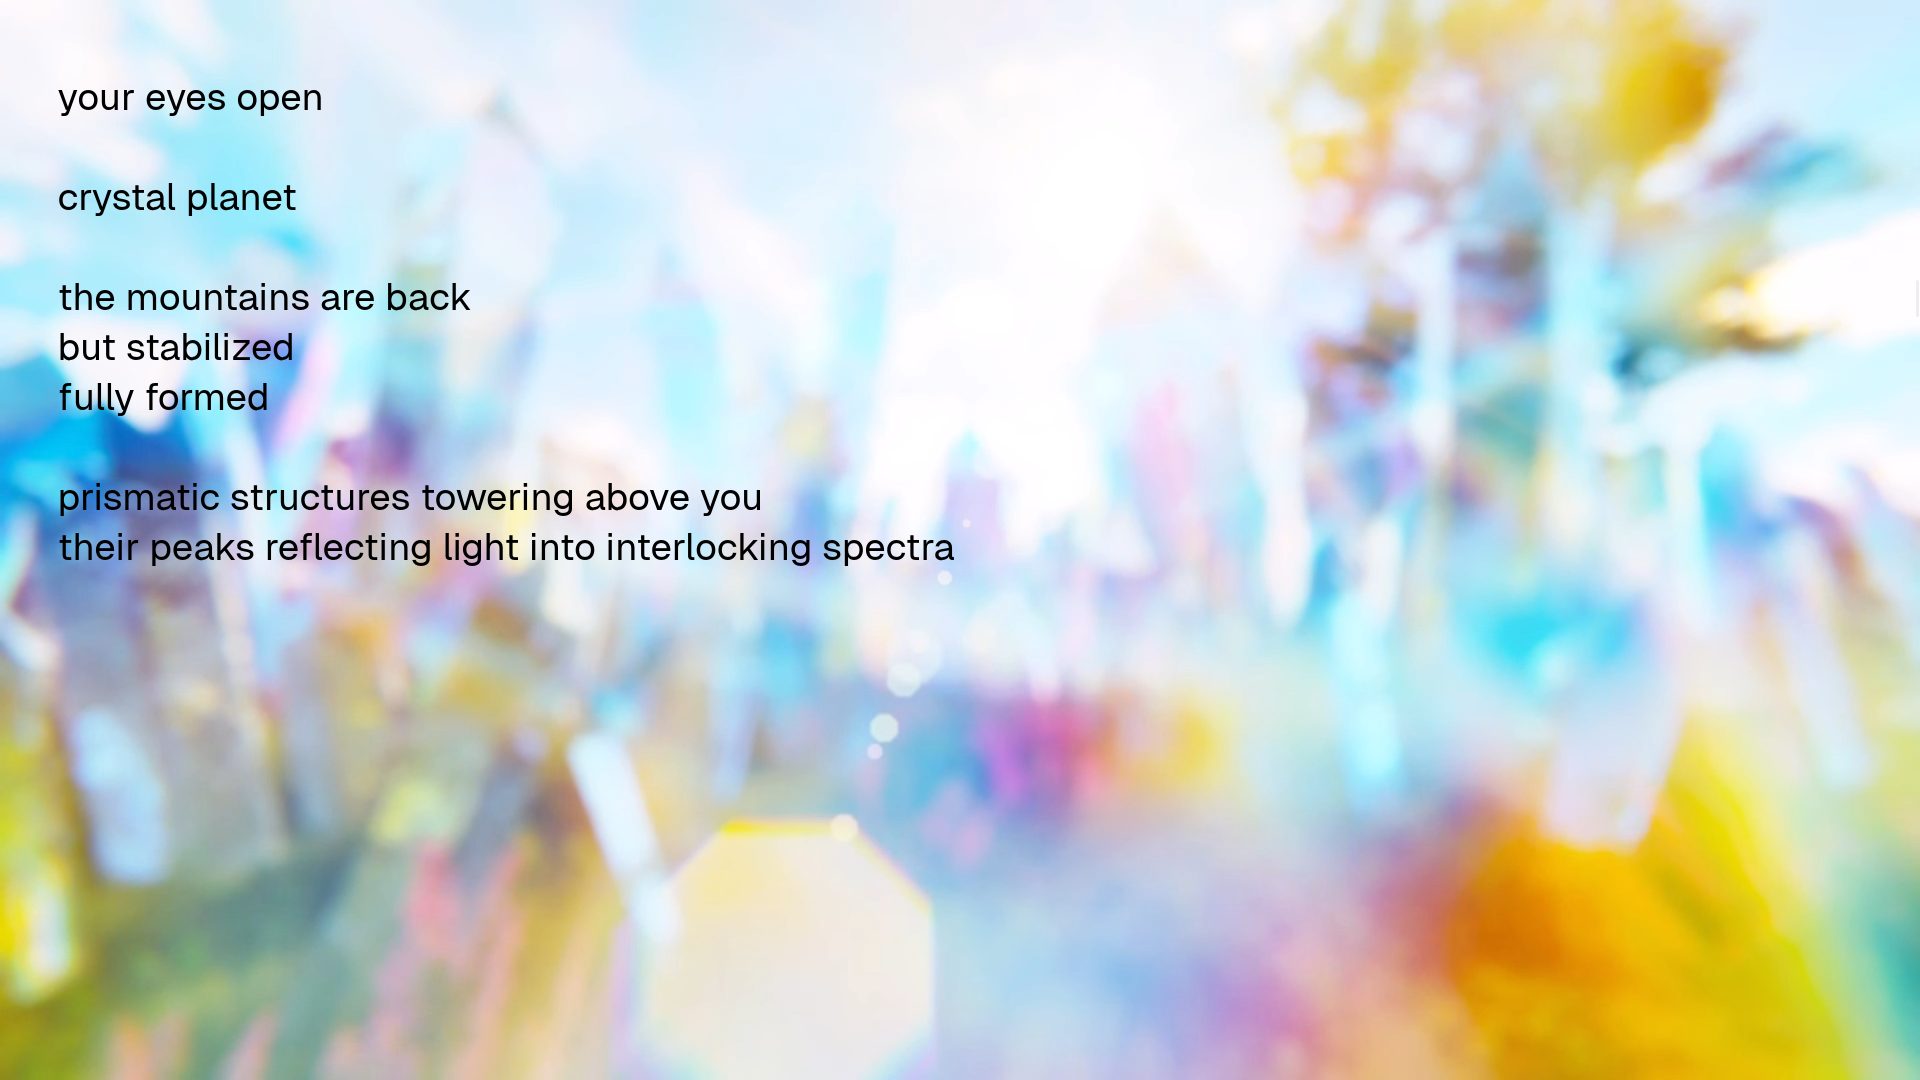 your eyes open
crystal planet
the mountains are back
but stabilized
fully formed
prismatic structures towering above you
their peaks reflecting light into interlocking spectra